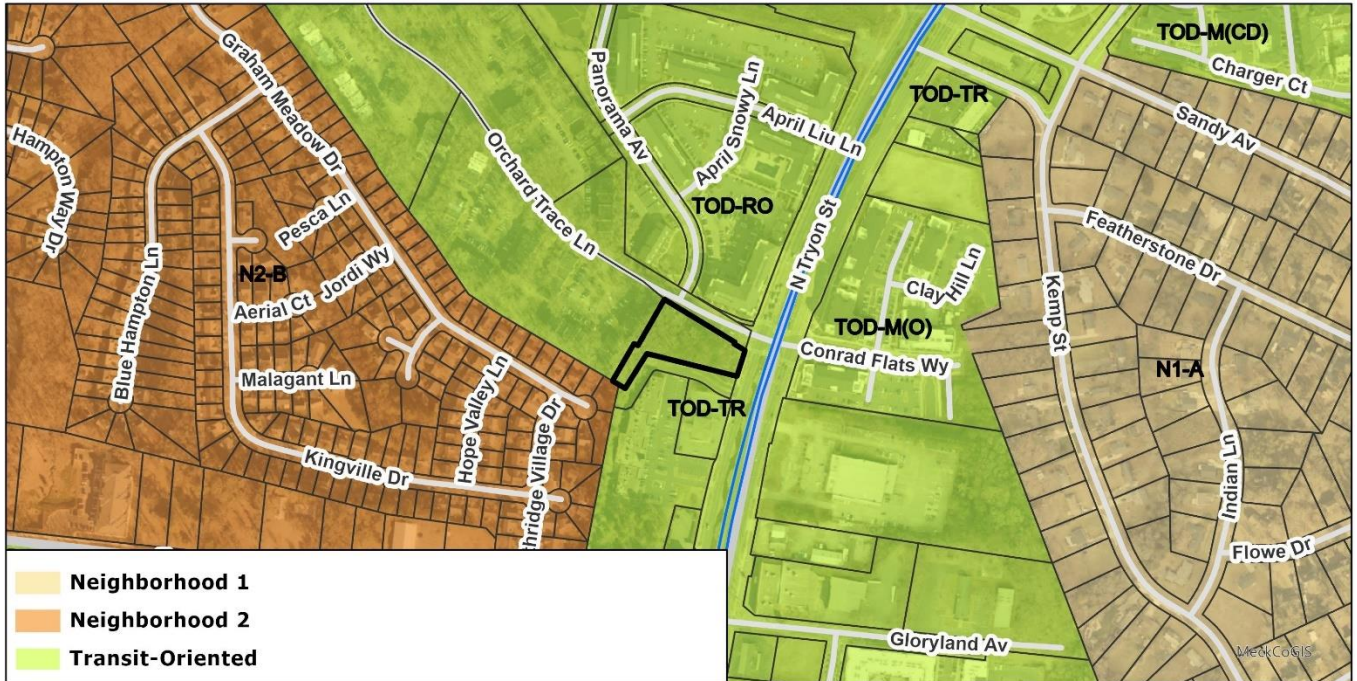 TOD-M(CD)
Charger Ct
Graham Meadow Dr
Panorama Av
April Snowy Ln
April Liu Ln
TOD-TR
Sandy Av
Hampton Way Dr
Orchard Trace Ln
Pesca Ln
TOD-RO
N Tryon St
Featherstone Dr
N2-B
Jordi Wy
Aerial Ct
Clay Hill Ln
Kemp St
Blue Hampton Ln
TOD-M(O)
Conrad Flats Wy
N1-A
Malagant Ln
Hope Valley Ln
TOD-TR
Kingville Dr
thridge Village Dr
Indian Ln
Flowe Dr
Gloryland Av
Neighborhood 1
Neighborhood 2
Transit-Oriented
MeckCoGIS